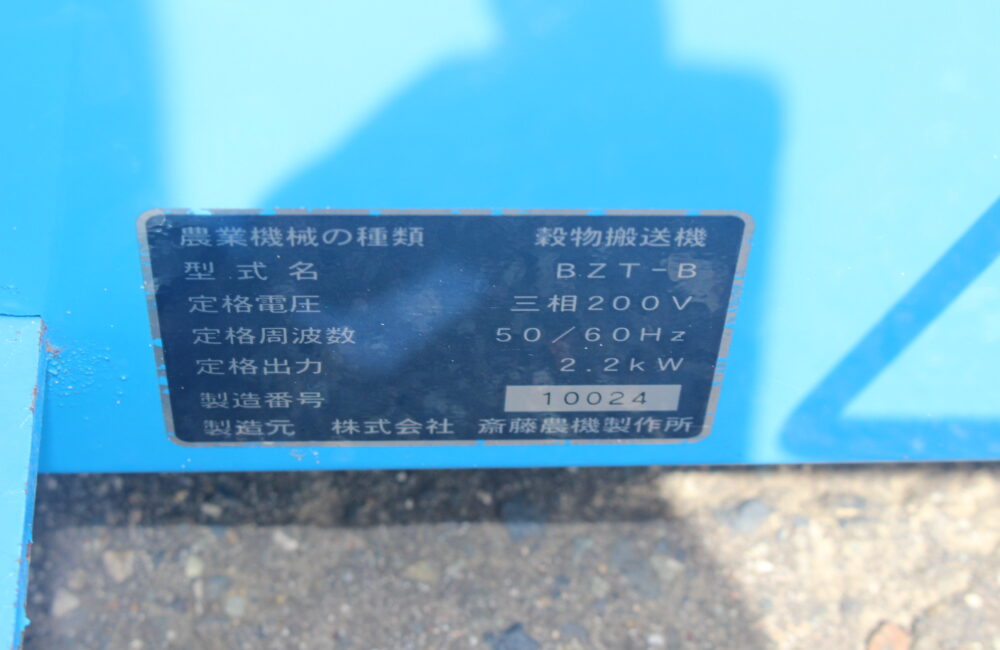 農業機械の種類 穀物搬送機
型式名 BZT-B
定格電圧 三相200V
定格周波数 50/60Hz
定格出力 2.2kW
製造番号 10024
製造元 株式会社 斎藤農機製作所